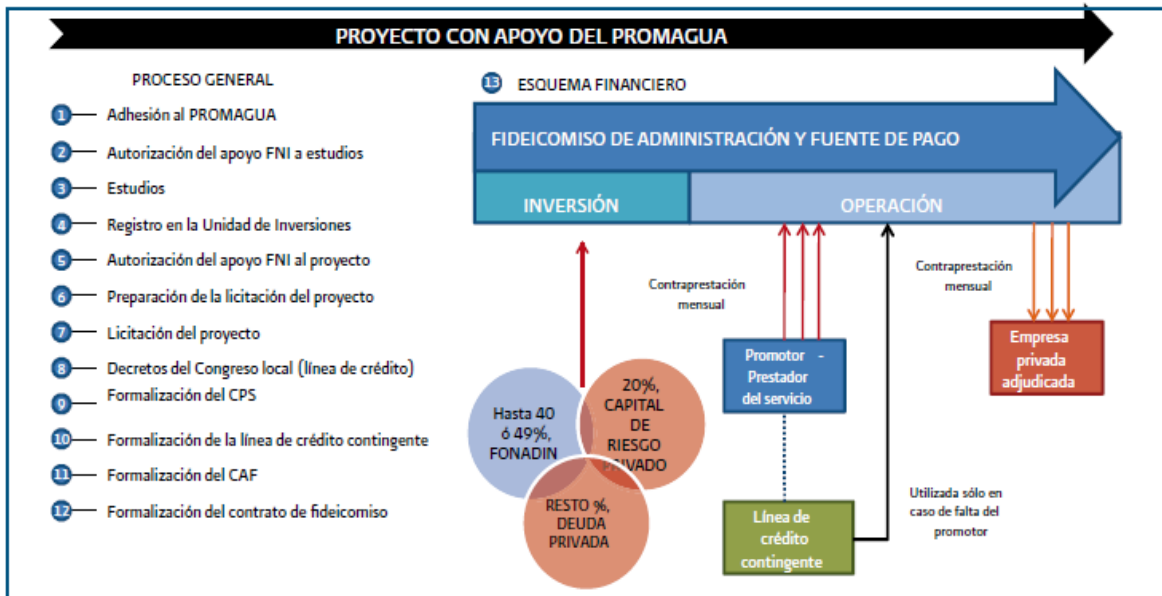 PROYECTO CON APOYO DEL PROMAGUA
PROCESO GENERAL
1 Adhesión al PROMAGUA
2 Autorización del apoyo FNI a estudios
3 Estudios
4 Registro en la Unidad de Inversiones
5 Autorización del apoyo FNI al proyecto
6 Preparación de la licitación del proyecto
7 Licitación del proyecto
8 Decretos del Congreso local (línea de crédito)
9 Formalización del CPS
10 Formalización de la línea de crédito contingente
11 Formalización del CAF
12 Formalización del contrato de fideicomiso
13 ESQUEMA FINANCIERO
FIDEICOMISO DE ADMINISTRACIÓN Y FUENTE DE PAGO
INVERSIÓN
OPERACIÓN
Hasta 40
ó 49%,
FONADIN
20%,
CAPITAL
DE
RIESGO
PRIVADO
RESTO %,
DEUDA
PRIVADA
Contraprestación
mensual
Promotor -
Prestador
del servicio
Línea de
crédito
contingente
Utilizada sólo en
caso de falta del
promotor
Contraprestación
mensual
Empresa
privada
adjudicada